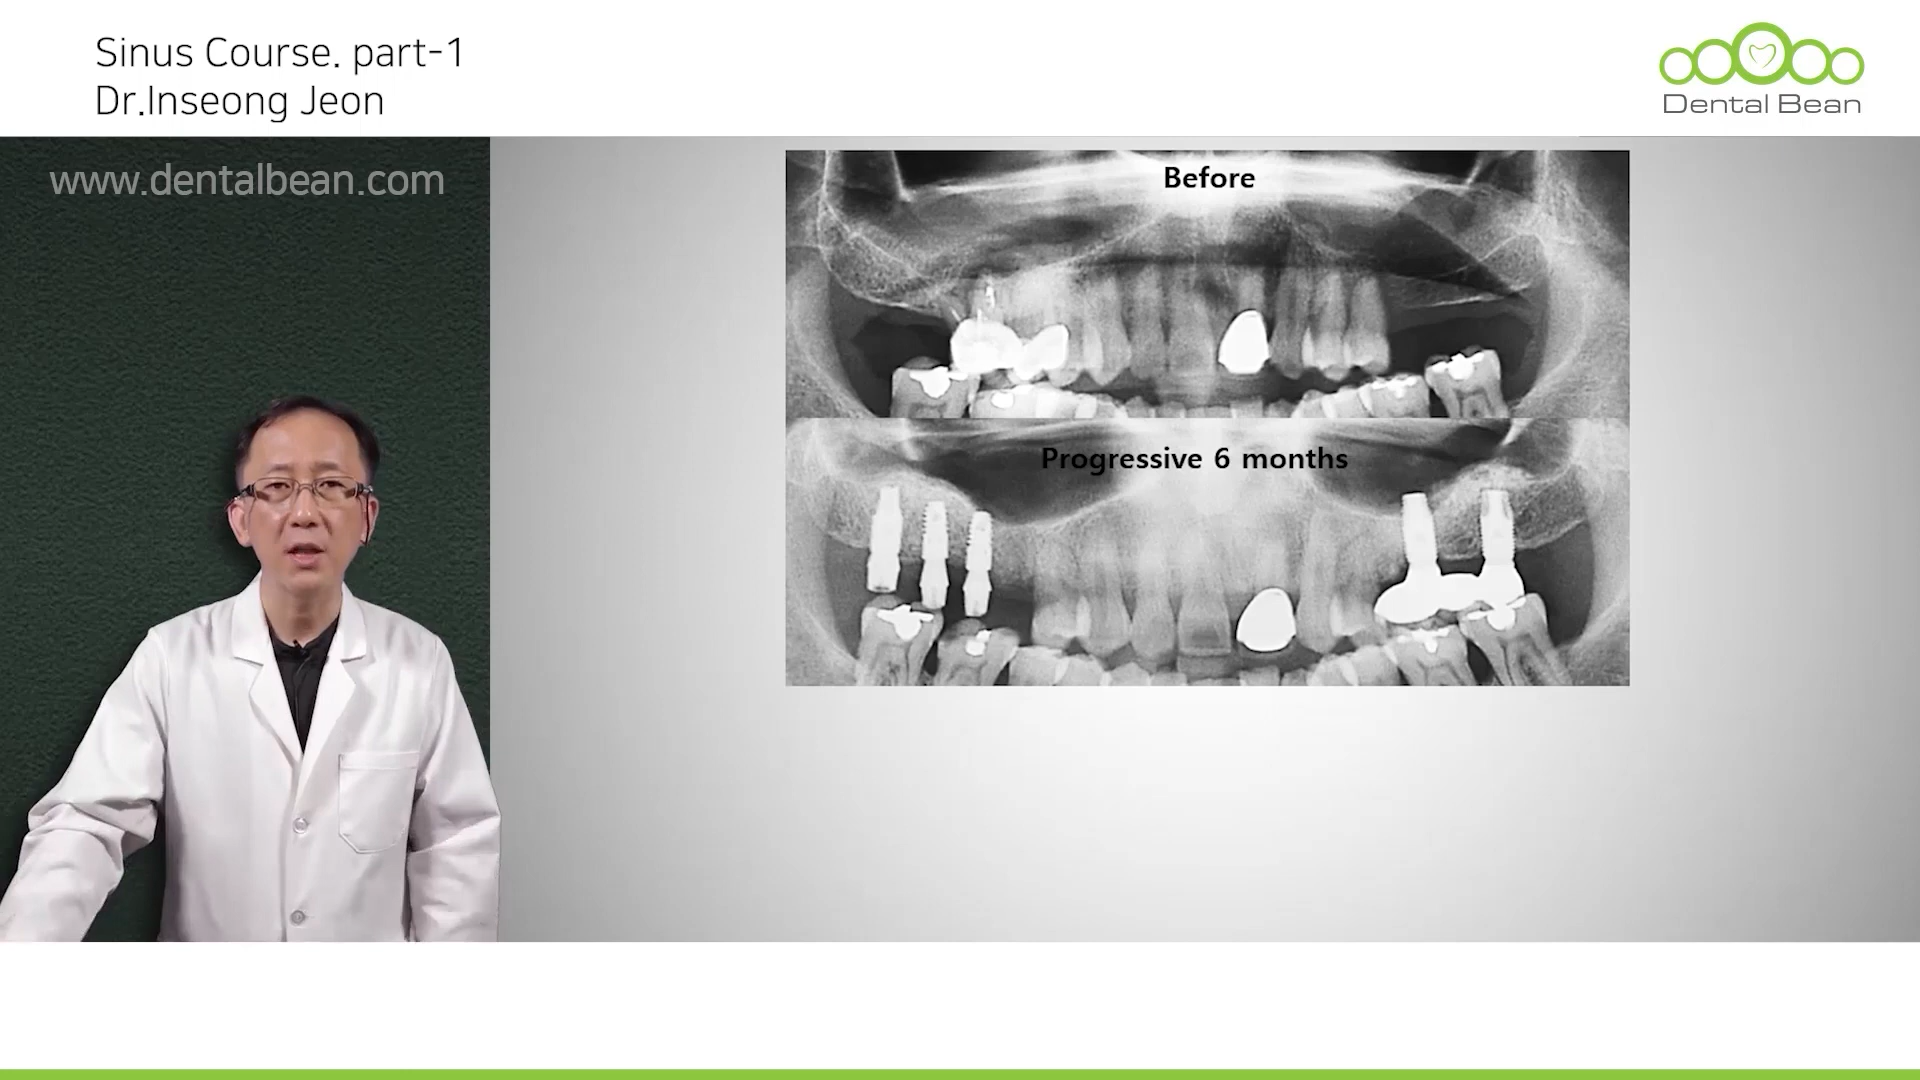 Sinus Course. part-1
Dr.Inseong Jeon
Dental Bean
www.dentalbean.com
Before
Progressive 6 months